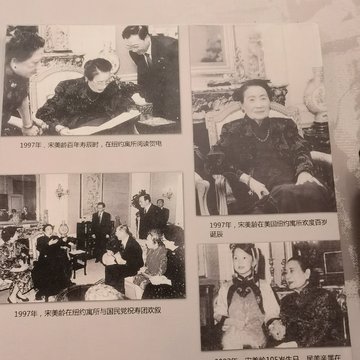 1997年，宋美龄百年寿辰时，在纽约寓所阅读贺电
1997年，宋美龄在美国纽约寓所欢度百岁
诞辰
1997年，宋美龄在纽约寓所与国民党祝寿团欢叙
宋美龄105岁生日，